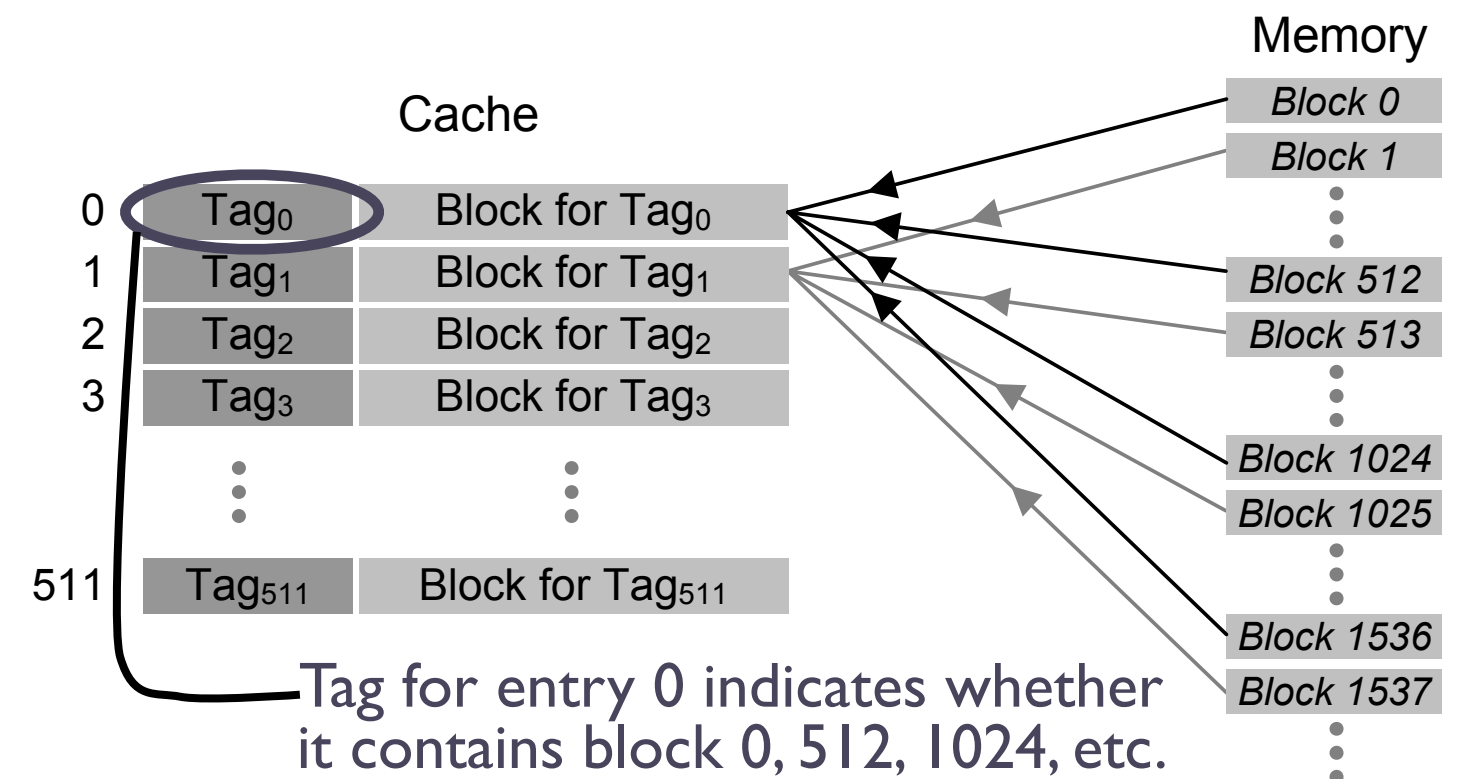 Memory
Cache
Block 0
Block 1
0 Tag₀ Block for Tag₀
1 Tag₁ Block for Tag₁
Block 512
2 Tag₂ Block for Tag₂
Block 513
3 Tag₃ Block for Tag₃
Block 1024
Block 1025
511 Tag₅₁₁ Block for Tag₅₁₁
Block 1536
Block 1537
Tag for entry 0 indicates whether
it contains block 0, 512, 1024, etc.